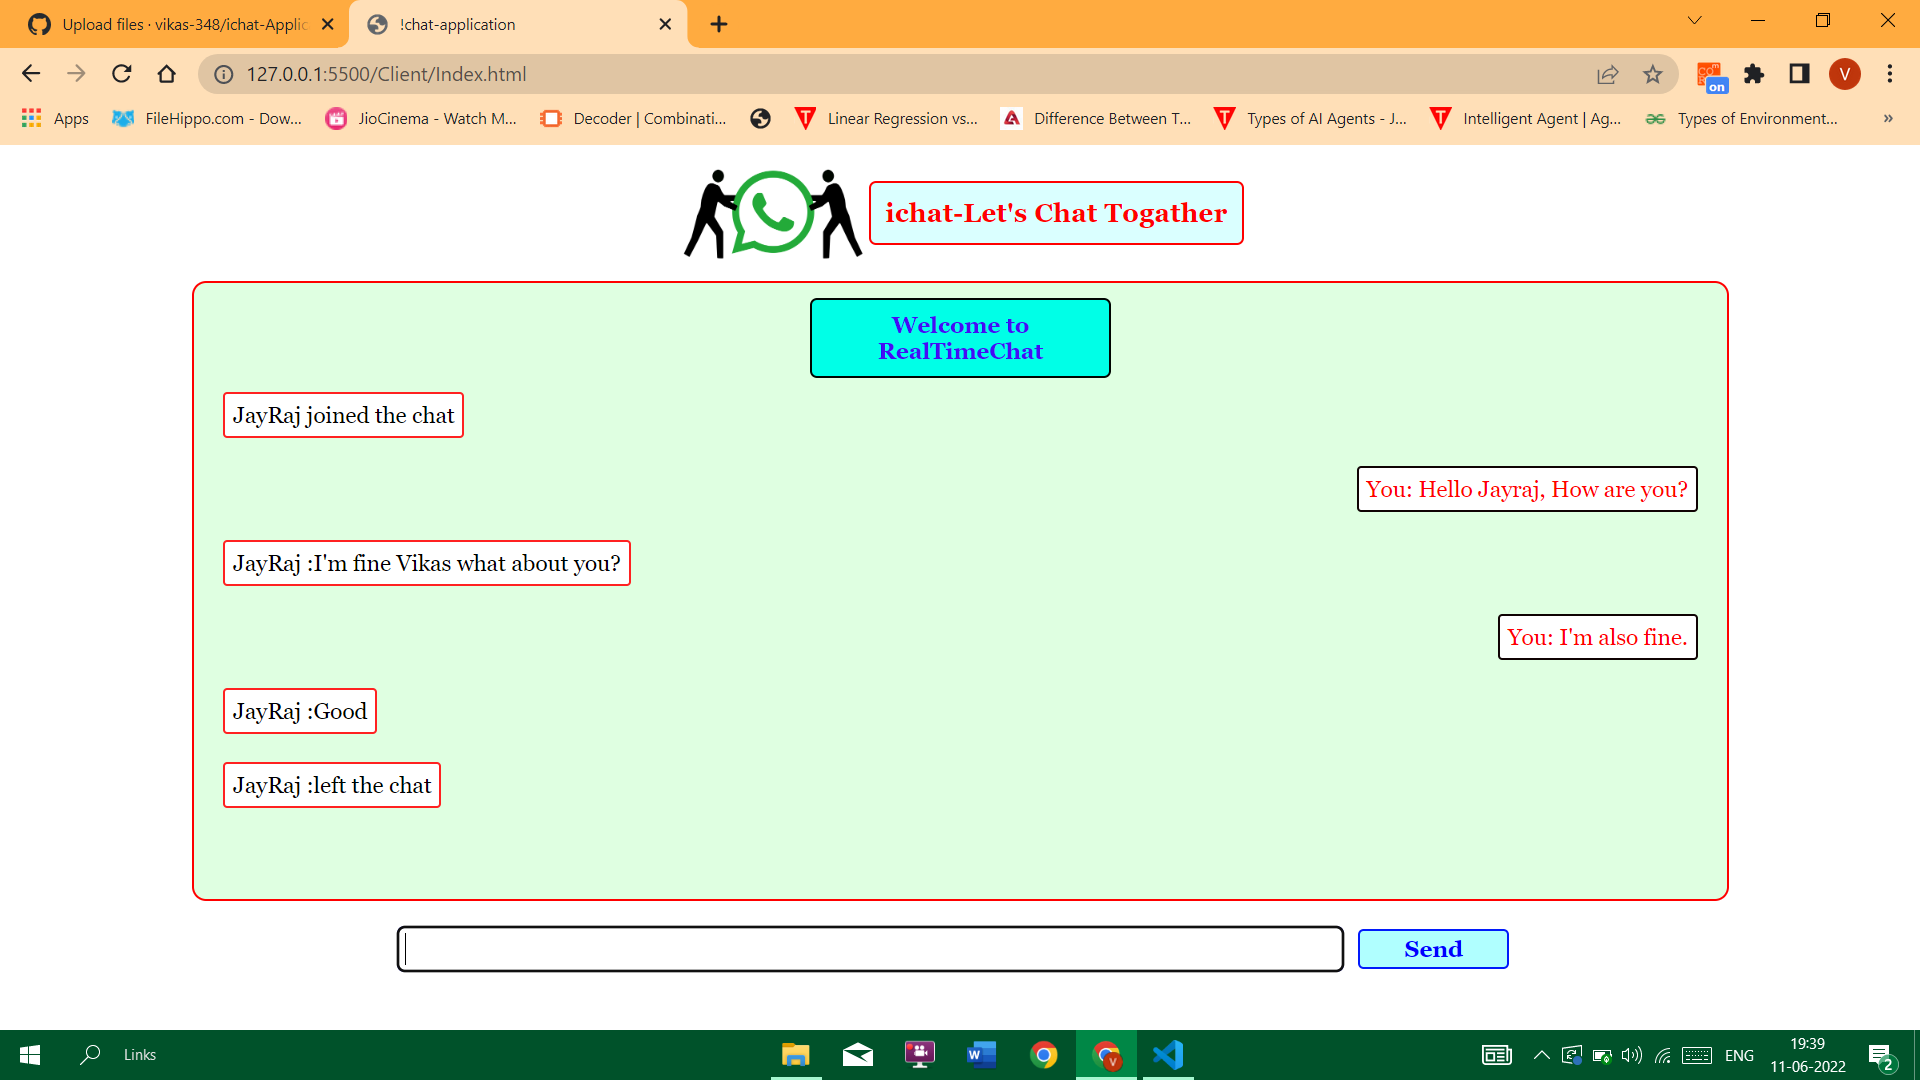 Upload files · vikas-348/ichat-Applic
!chat-application
127.0.0.1:5500/Client/Index.html
on
V
Apps
FileHippo.com - Dow...
JioCinema - Watch M...
Decoder | Combinati...
Linear Regression vs...
Difference Between T...
Types of AI Agents - J...
Intelligent Agent | Ag...
Types of Environment...
»
ichat-Let's Chat Togather
Welcome to
RealTimeChat
JayRaj joined the chat
You: Hello Jayraj, How are you?
JayRaj :I'm fine Vikas what about you?
You: I'm also fine.
JayRaj :Good
JayRaj :left the chat
Send
Links
ENG
19:39
11-06-2022
2